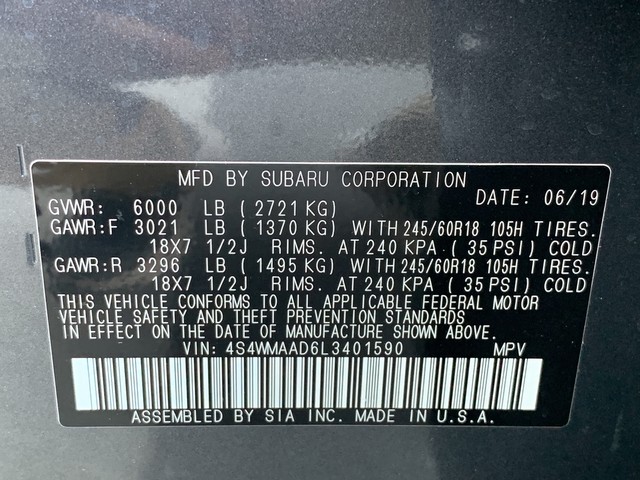 MFD BY SUBARU CORPORATION
DATE: 06/19
GVWR: 6000 LB ( 2721 KG)
GAWR:F 3021 LB ( 1370 KG) WITH 245/60R18 105H TIRES.
18X7 1/2J RIMS. AT 240 KPA ( 35 PSI) COLD
GAWR:R 3296 LB ( 1495 KG) WITH 245/60R18 105H TIRES.
18X7 1/2J RIMS. AT 240 KPA ( 35 PSI) COLD
THIS VEHICLE CONFORMS TO ALL APPLICABLE FEDERAL MOTOR
VEHICLE SAFETY AND THEFT PREVENTION STANDARDS
IN EFFECT ON THE DATE OF MANUFACTURE SHOWN ABOVE.
VIN: 4S4WMAAD6L3401590 MPV
ASSEMBLED BY SIA INC. MADE IN U.S.A.